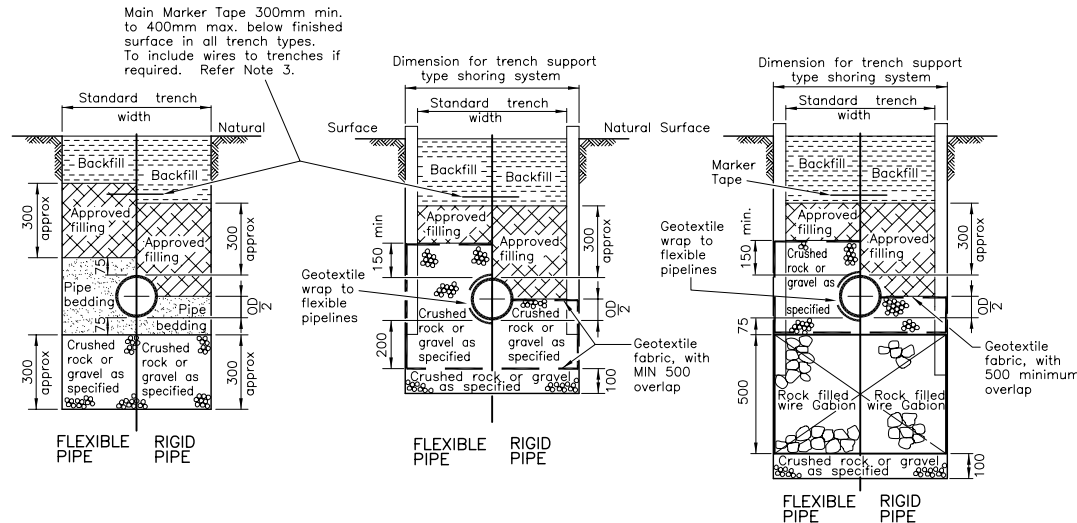 Main Marker Tape 300mm min.
to 400mm max. below finished
surface in all trench types.
To include wires to trenches if
required. Refer Note 3.
Standard trench
width
Natural
Backfill
Backfill
300
approx
Approved
filling
Approved
filling
300
approx
75
Pipe
bedding
75
Pipe
bedding
OD
2
300
approx
Crushed
rock or
gravel as
specified
Crushed
rock or
gravel as
specified
300
approx
FLEXIBLE
PIPE
RIGID
PIPE
Dimension for trench support
type shoring system
Standard trench
width
Surface
Natural Surface
Backfill
Backfill
Approved
filling
Approved
filling
150 min
300
approx
Geotextile
wrap to
flexible
pipelines
OD
2
200
Crushed
rock or
gravel as
specified
Crushed
rock or
gravel as
specified
Geotextile
fabric, with
MIN 500
overlap
Crushed rock or gravel
as specified
100
FLEXIBLE
PIPE
RIGID
PIPE
Dimension for trench support
type shoring system
Standard trench
width
Backfill
Backfill
Marker
Tape
Approved
filling
Approved
filling
150 min.
300
approx
Geotextile
wrap to
flexible
pipelines
Crushed
rock or
gravel as
specified
OD
2
75
Geotextile
fabric, with
500 minimum
overlap
500
Rock filled
wire Gabion
Rock filled
wire Gabion
Crushed rock or gravel
as specified
100
FLEXIBLE
PIPE
RIGID
PIPE